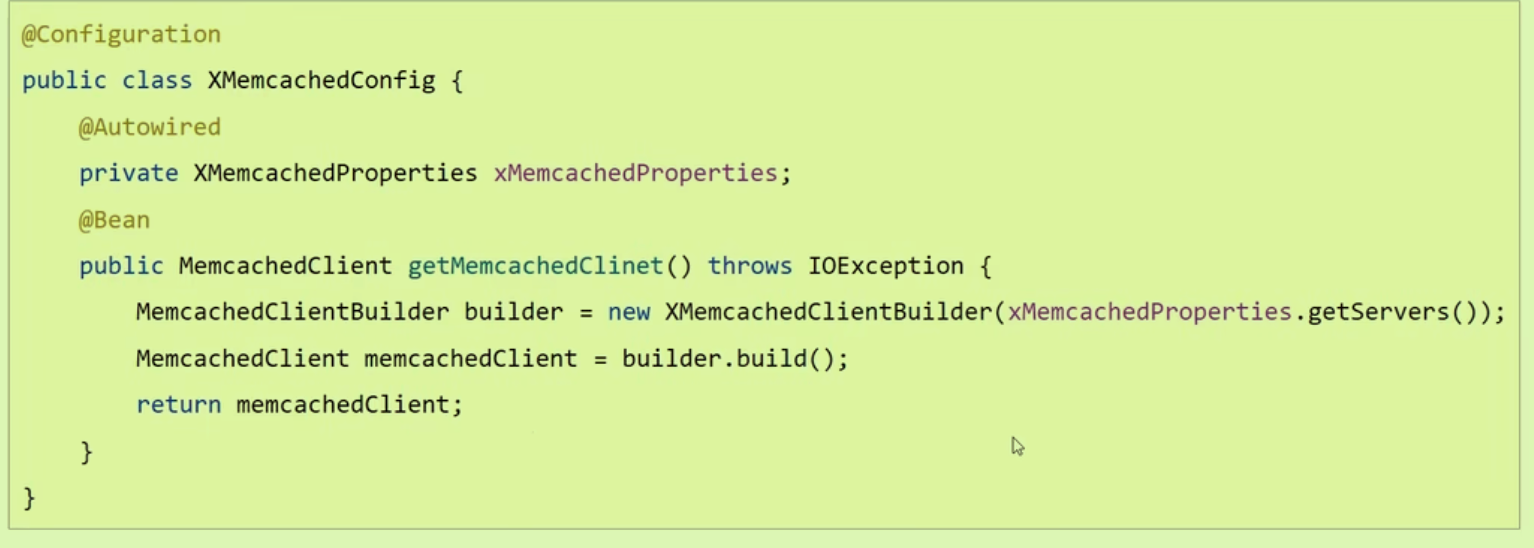 @Configuration
public class XMemcachedConfig {
@Autowired
private XMemcachedProperties xMemcachedProperties;
@Bean
public MemcachedClient getMemcachedClinet() throws IOException {
MemcachedClientBuilder builder = new XMemcachedClientBuilder(xMemcachedProperties.getServers());
MemcachedClient memcachedClient = builder.build();
return memcachedClient;
}
}